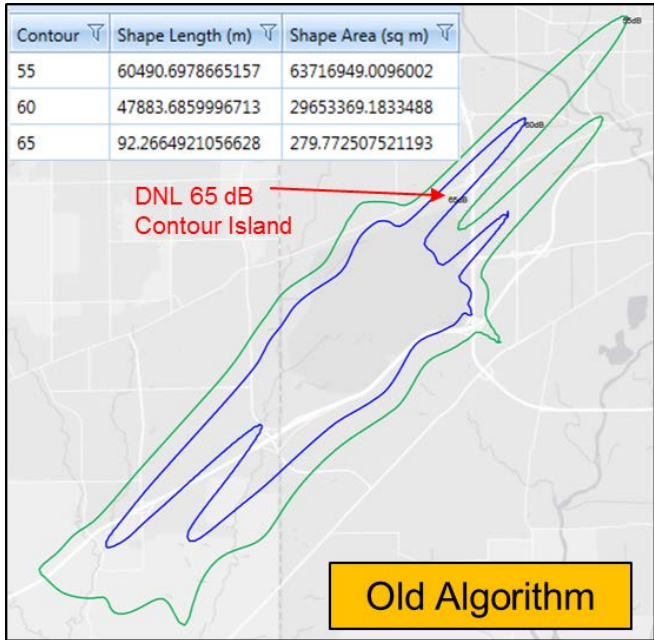 Contour Shape Length (m) Shape Area (sq m)
55 60490.6978665157 63716949.0096002
60 47883.6859996713 29653369.1833488
65 92.2664921056628 279.772507521193
55dB
60dB
DNL 65 dB
Contour Island
65dB
Old Algorithm